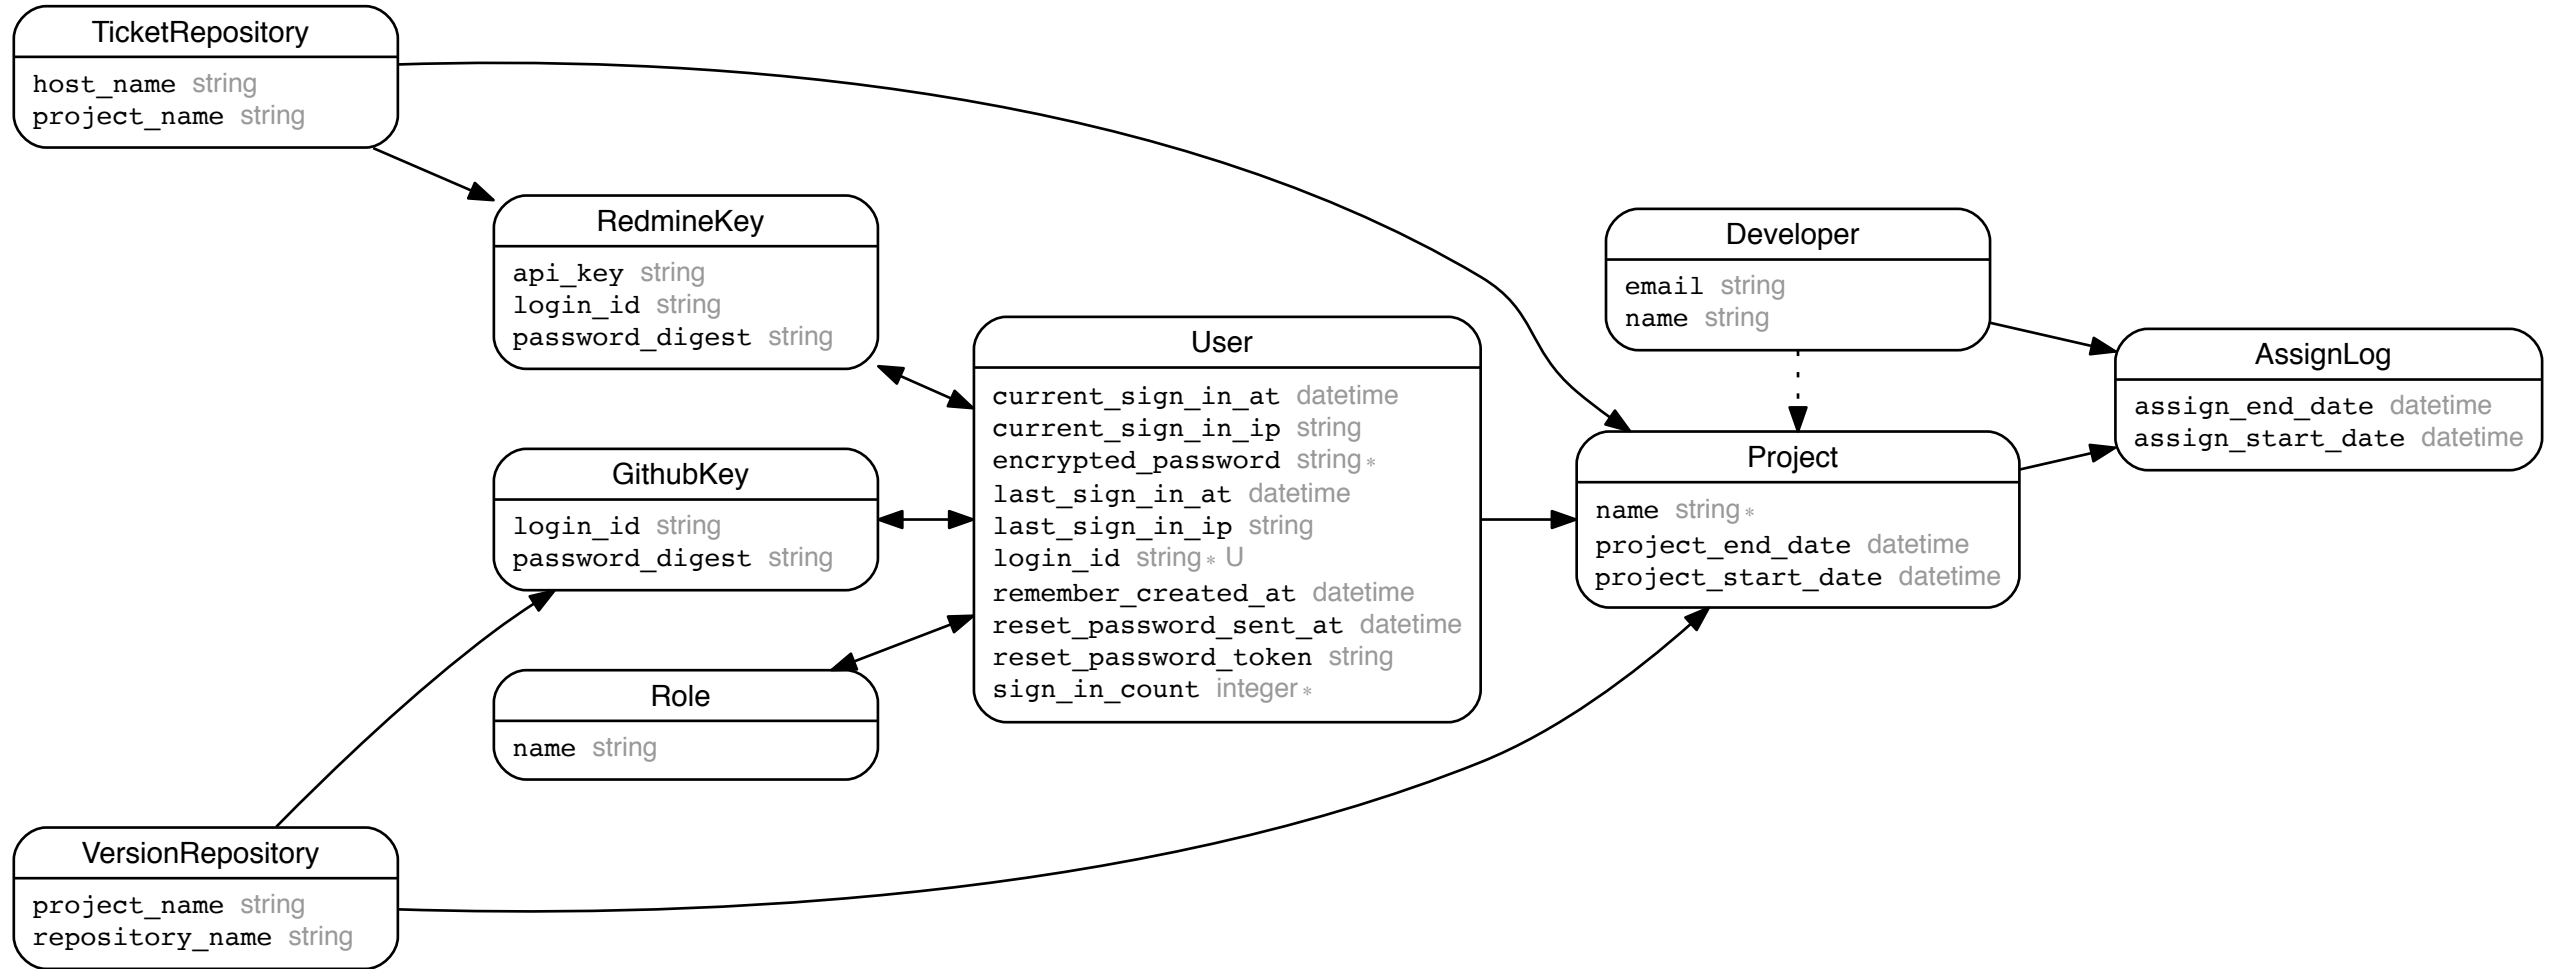 TicketRepository
host_name string
project_name string
RedmineKey
api_key string
login_id string
password_digest string
GithubKey
login_id string
password_digest string
Role
name string
VersionRepository
project_name string
repository_name string
User
current_sign_in_at datetime
current_sign_in_ip string
encrypted_password string *
last_sign_in_at datetime
last_sign_in_ip string
login_id string * U
remember_created_at datetime
reset_password_sent_at datetime
reset_password_token string
sign_in_count integer *
Developer
email string
name string
Project
name string *
project_end_date datetime
project_start_date datetime
AssignLog
assign_end_date datetime
assign_start_date datetime